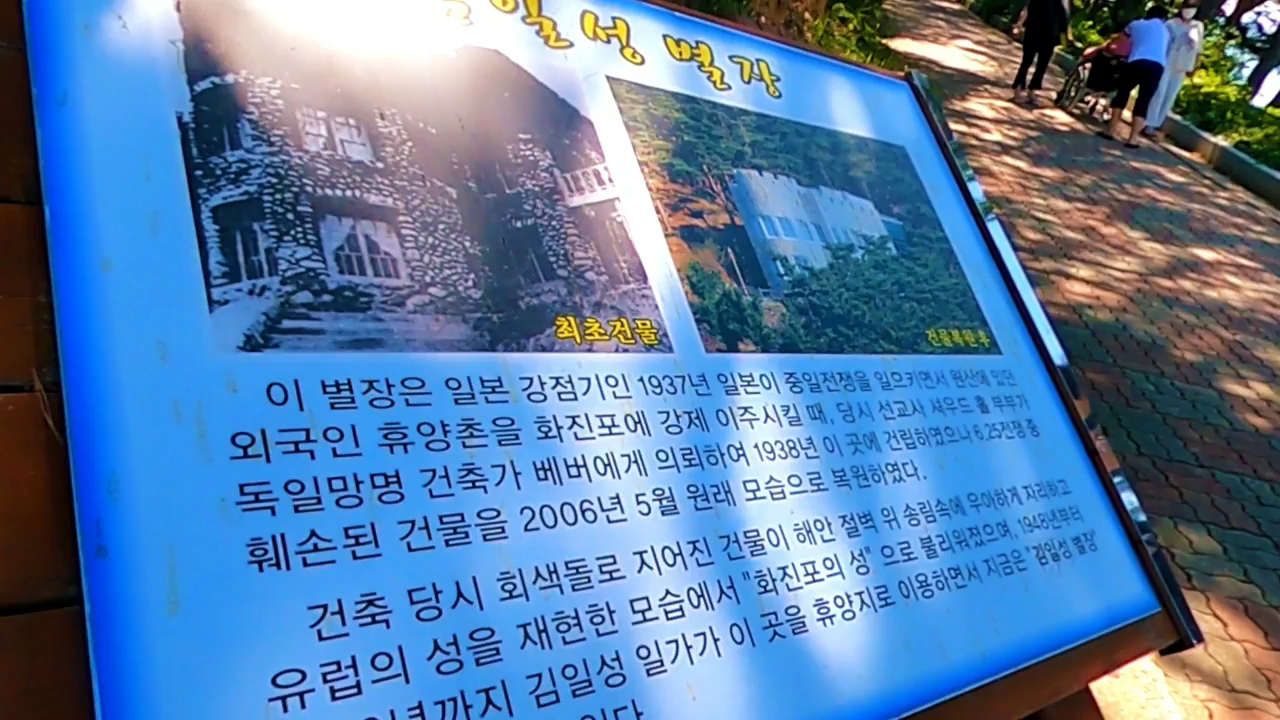 일성 별장
최초건물
건물복원 후
이 별장은 일본 강점기인 1937년 일본이 중일전쟁을 일으키면서 원산에 있던
외국인 휴양촌을 화진포에 강제 이주시킬 때, 당시 선교사 셔우드 홀 부부가
독일망명 건축가 베버에게 의뢰하여 1938년 이 곳에 건립하였으나 6.25전쟁 중
훼손된 건물을 2006년 5월 원래 모습으로 복원하였다.
건축 당시 회색돌로 지어진 건물이 해안 절벽 위 송림속에 우아하게 자리하고
유럽의 성을 재현한 모습에서 "화진포의 성" 으로 불리워졌으며, 1948년부터
년까지 김일성 일가가 이 곳을 휴양지로 이용하면서 지금은 "김일성 별장"